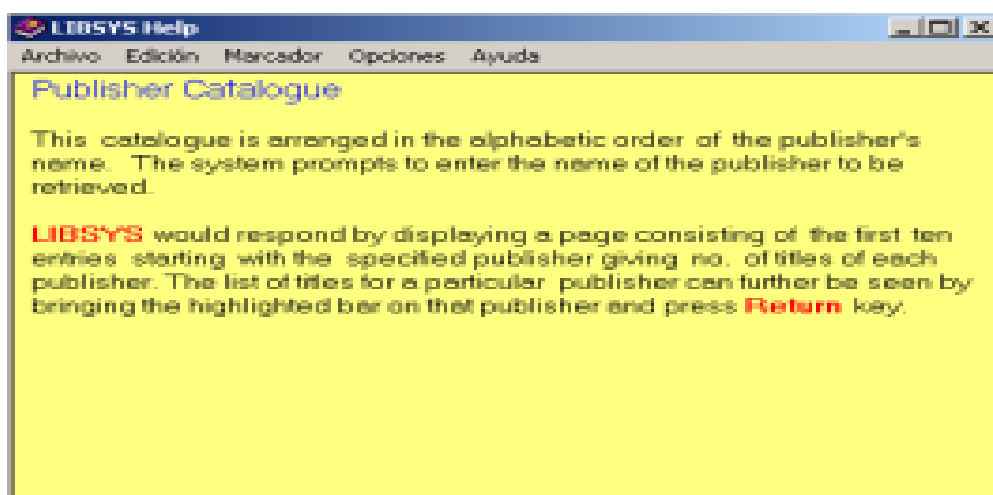 LIBSYS Help
Archivo Edición Marcador Opciones Ayuda
Publisher Catalogue
This catalogue is arranged in the alphabetic order of the publisher's
name. The system prompts to enter the name of the publisher to be
retrieved.
LIBSYS would respond by displaying a page consisting of the first ten
entries starting with the specified publisher giving no. of titles of each
publisher. The list of titles for a particular publisher can further be seen by
bringing the highlighted bar on that publisher and press Return key.